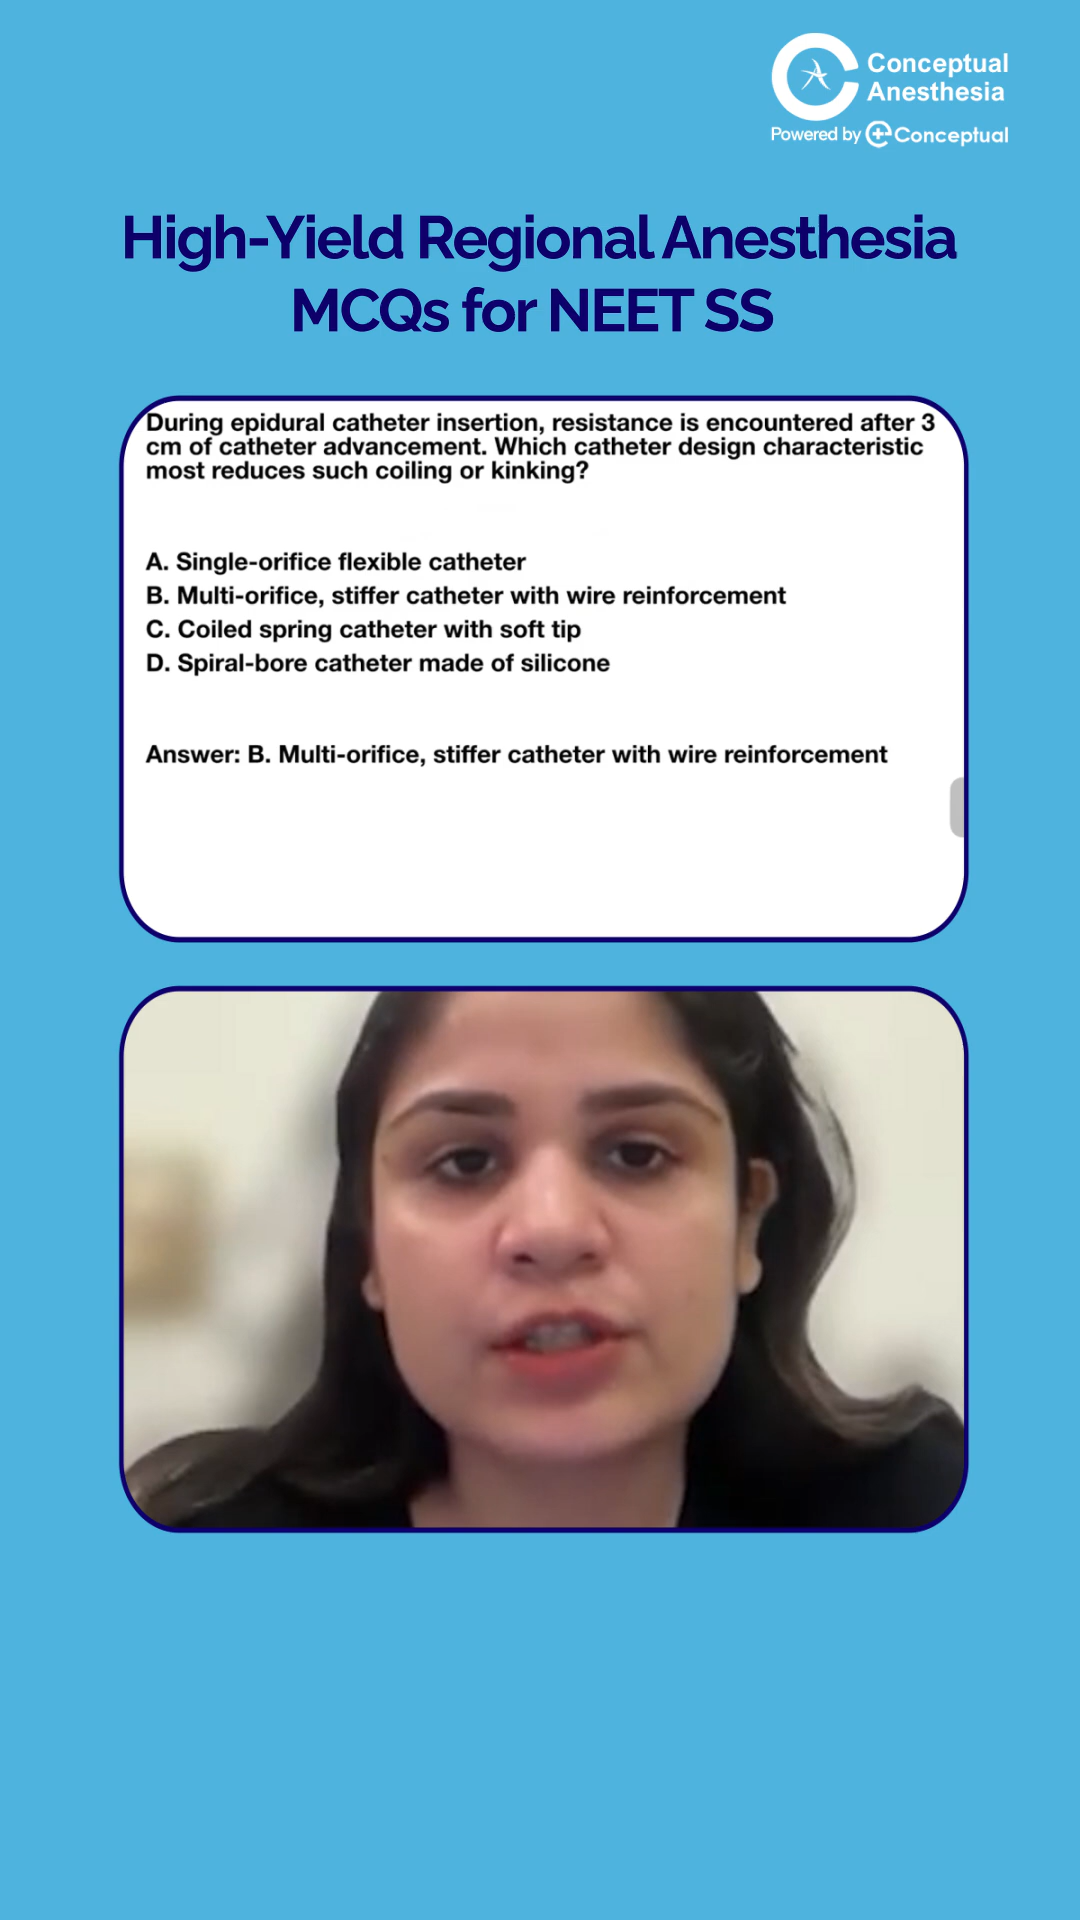 Conceptual
Anesthesia
Powered by Conceptual
High-Yield Regional Anesthesia
MCQs for NEET SS
During epidural catheter insertion, resistance is encountered after 3
cm of catheter advancement. Which catheter design characteristic
most reduces such coiling or kinking?
A. Single-orifice flexible catheter
B. Multi-orifice, stiffer catheter with wire reinforcement
C. Coiled spring catheter with soft tip
D. Spiral-bore catheter made of silicone
Answer: B. Multi-orifice, stiffer catheter with wire reinforcement